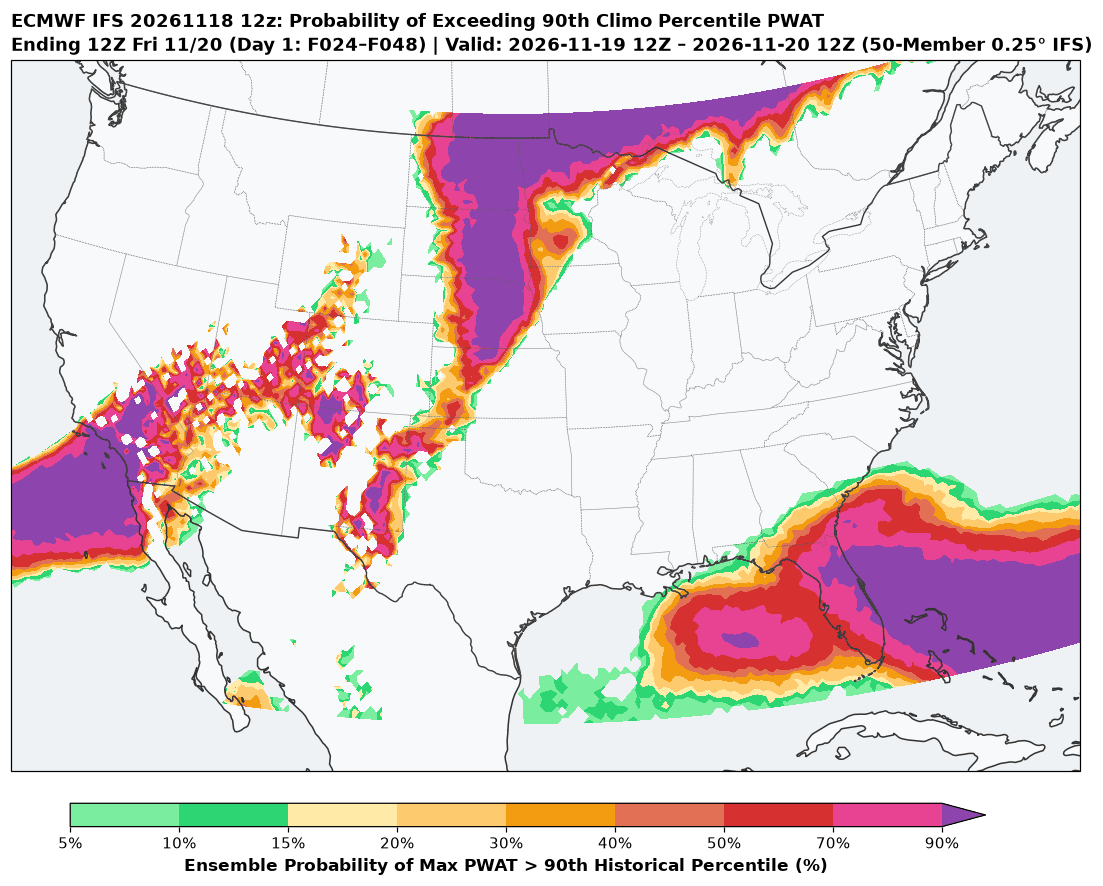 ECMWF IFS 20261118 12z: Probability of Exceeding 90th Climo Percentile PWAT
Ending 12Z Fri 11/20 (Day 1: F024–F048) | Valid: 2026-11-19 12Z – 2026-11-20 12Z (50-Member 0.25° IFS)
5% 10% 15% 20% 30% 40% 50% 70% 90%
Ensemble Probability of Max PWAT > 90th Historical Percentile (%)